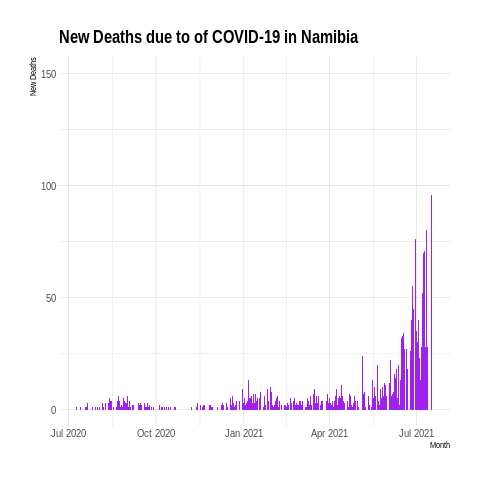 New Deaths due to of COVID-19 in Namibia
New Deaths
150
100
50
0
Jul 2020 Oct 2020 Jan 2021 Apr 2021 Jul 2021
Month